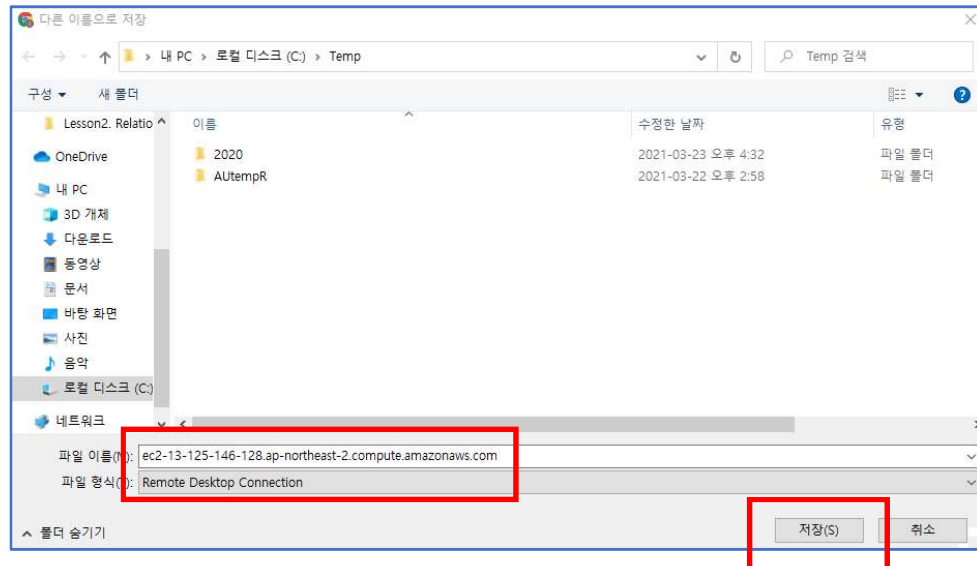 다른 이름으로 저장
내 PC > 로컬 디스크 (C:) > Temp
Temp 검색
구성 새 폴더
이름 수정한 날짜 유형
Lesson2. Relatio
OneDrive
내 PC
3D 개체
다운로드
동영상
문서
바탕 화면
사진
음악
로컬 디스크 (C:)
네트워크
2020 2021-03-23 오후 4:32 파일 폴더
AUtempR 2021-03-22 오후 2:58 파일 폴더
파일 이름(N): ec2-13-125-146-128.ap-northeast-2.compute.amazonaws.com
파일 형식(T): Remote Desktop Connection
폴더 숨기기 저장(S) 취소